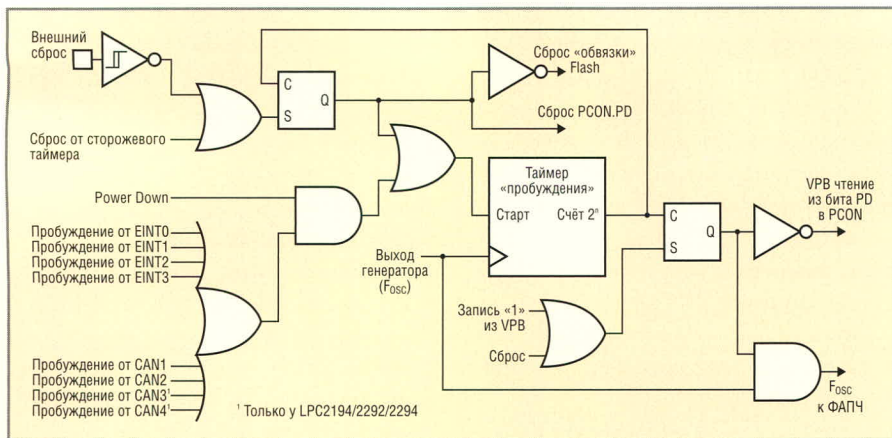 Внешний
сброс
Сброс от сторожевого
таймера
C
S
Q
Сброс «обвязки»
Flash
Сброс PCON.PD
Power Down
Пробуждение от EINT0
Пробуждение от EINT1
Пробуждение от EINT2
Пробуждение от EINT3
Таймер
«пробуждения»
Старт
Счёт 2ⁿ
Выход
генератора
(FOSC)
C
S
Q
VPB чтение
из бита PD
в PCON
Запись «1»
из VPB
Сброс
Пробуждение от CAN1
Пробуждение от CAN2
Пробуждение от CAN3¹
Пробуждение от CAN4¹
¹ Только у LPC2194/2292/2294
FOSC
к ФАПЧ